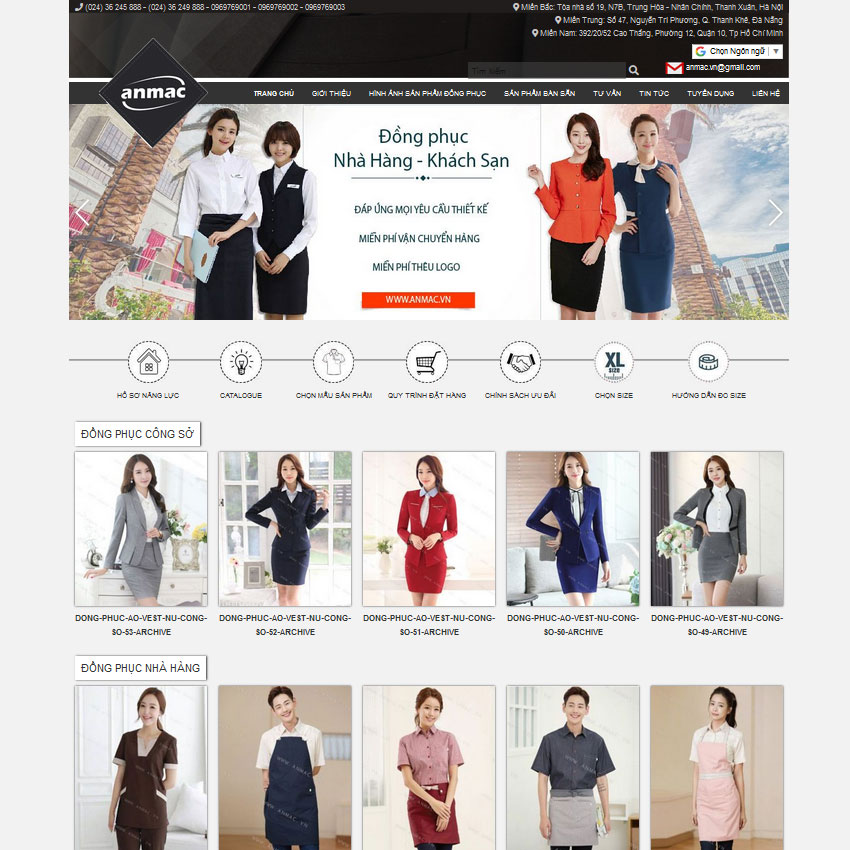 (024) 36 245 888 - (024) 36 249 888 - 0969769001 - 0969769002 - 0969769003
Miền Bắc: Tòa nhà số 19, N7B, Trung Hòa - Nhân Chính, Thanh Xuân, Hà Nội
Miền Trung: Số 47, Nguyễn Tri Phương, Q. Thanh Khê, Đà Nẵng
Miền Nam: 392/20/52 Cao Thắng, Phường 12, Quận 10, Tp Hồ Chí Minh
Chọn Ngôn ngữ
Tìm kiếm
anmac.vn@gmail.com
anmac
TRANG CHỦ GIỚI THIỆU HÌNH ẢNH SẢN PHẨM ĐỒNG PHỤC SẢN PHẨM BÁN SẴN TƯ VẤN TIN TỨC TUYỂN DỤNG LIÊN HỆ
Đồng phục
Nhà Hàng - Khách Sạn
ĐÁP ỨNG MỌI YÊU CẦU THIẾT KẾ
MIỄN PHÍ VẬN CHUYỂN HÀNG
MIỄN PHÍ THÊU LOGO
WWW.ANMAC.VN
XL
SIZE
HỒ SƠ NĂNG LỰC CATALOGUE CHỌN MẪU SẢN PHẨM QUY TRÌNH ĐẶT HÀNG CHÍNH SÁCH ƯU ĐÃI CHỌN SIZE HƯỚNG DẪN ĐO SIZE
ĐỒNG PHỤC CÔNG SỞ
DONG-PHUC-AO-VEST-NU-CONG-SO-53-ARCHIVE
DONG-PHUC-AO-VEST-NU-CONG-SO-52-ARCHIVE
DONG-PHUC-AO-VEST-NU-CONG-SO-51-ARCHIVE
DONG-PHUC-AO-VEST-NU-CONG-SO-50-ARCHIVE
DONG-PHUC-AO-VEST-NU-CONG-SO-49-ARCHIVE
ĐỒNG PHỤC NHÀ HÀNG